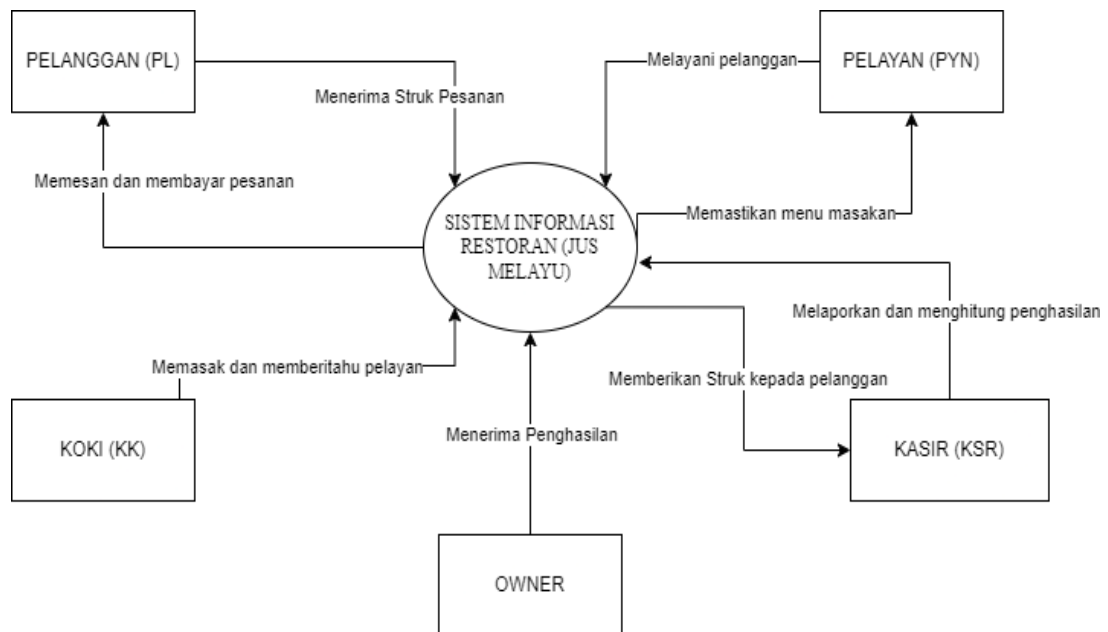 PELANGGAN (PL)
PELAYAN (PYN)
Melayani pelanggan
Menerima Struk Pesanan
Memesan dan membayar pesanan
SISTEM INFORMASI
RESTORAN (JUS
MELAYU)
Memastikan menu masakan
Melaporkan dan menghitung penghasilan
Memasak dan memberitahu pelayan
Memberikan Struk kepada pelanggan
Menerima Penghasilan
KOKI (KK)
KASIR (KSR)
OWNER